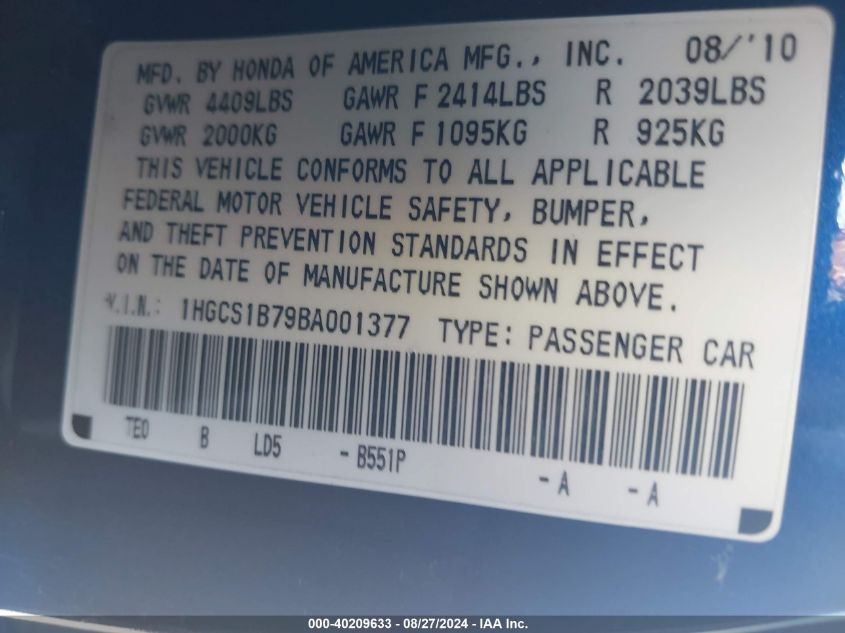 MFD. BY HONDA OF AMERICA MFG., INC. 08/'10
GVWR 4409LBS GAWR F 2414LBS R 2039LBS
GVWR 2000KG GAWR F 1095KG R 925KG
THIS VEHICLE CONFORMS TO ALL APPLICABLE
FEDERAL MOTOR VEHICLE SAFETY, BUMPER,
AND THEFT PREVENTION STANDARDS IN EFFECT
ON THE DATE OF MANUFACTURE SHOWN ABOVE.
V.I.N.: 1HGCS1B79BA001377 TYPE: PASSENGER CAR
TE0 B LD5 - B551P - A - A
000-40209633 - 08/27/2024 - IAA Inc.